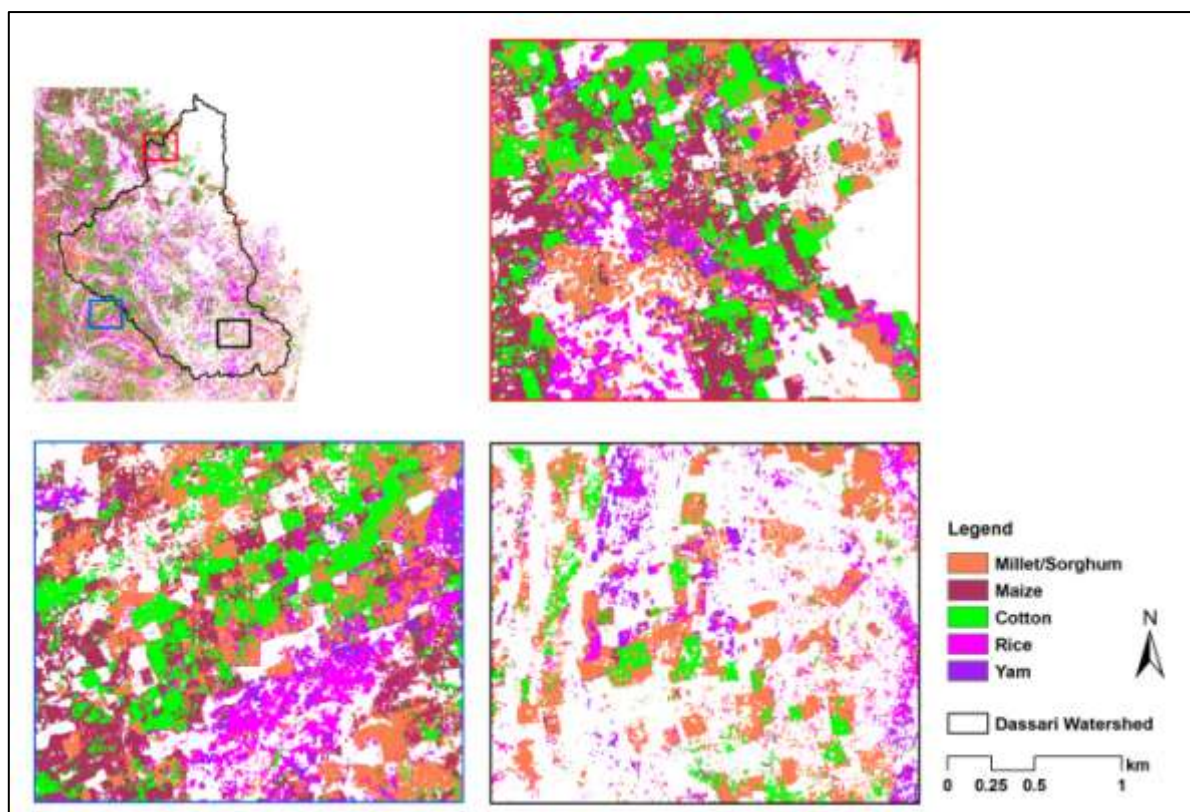 Legend
Millet/Sorghum
Maize
Cotton
Rice
Yam
N
Dassari Watershed
km
0 0.25 0.5 1